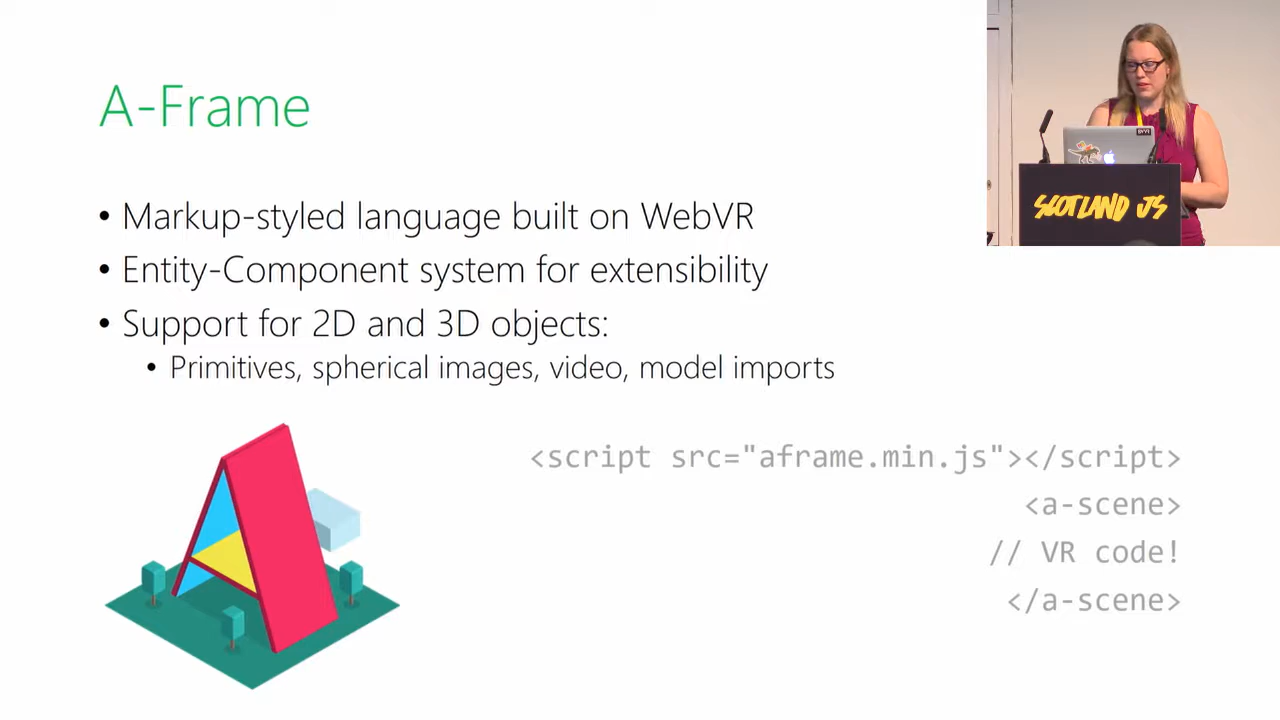 A-Frame
• Markup-styled language built on WebVR
• Entity-Component system for extensibility
• Support for 2D and 3D objects:
• Primitives, spherical images, video, model imports
<script src="aframe.min.js"></script>
<a-scene>
// VR code!
</a-scene>
SCOTLAND JS